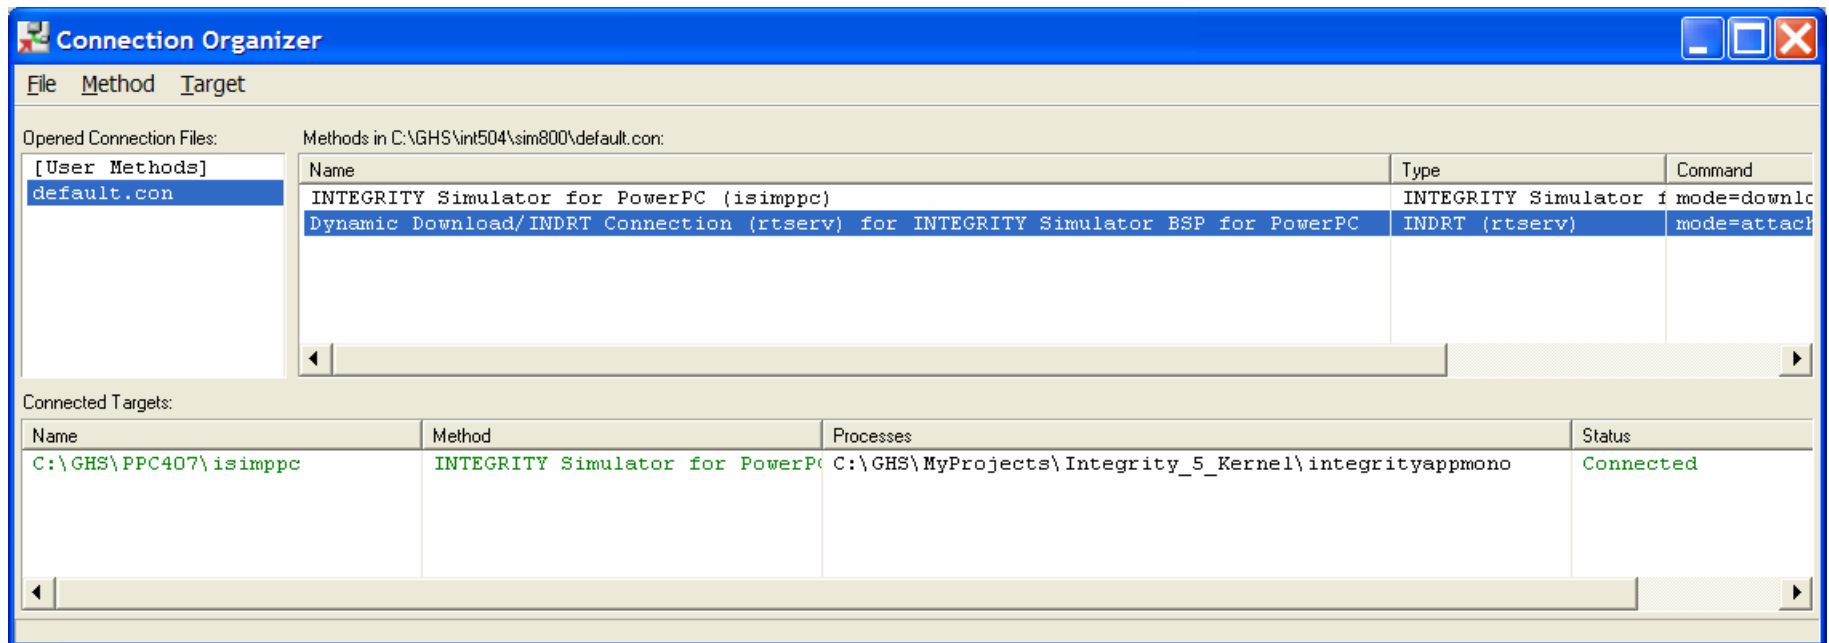 Connection Organizer
File Method Target
Opened Connection Files:
Methods in C:\GHS\int504\sim800\default.con:
[User Methods]
default.con
Name Type Command
INTEGRITY Simulator for PowerPC (isimppc) INTEGRITY Simulator f mode=downlo
Dynamic Download/INDRT Connection (rtserv) for INTEGRITY Simulator BSP for PowerPC INDRT (rtserv) mode=attach
Connected Targets:
Name Method Processes Status
C:\GHS\PPC407\isimppc INTEGRITY Simulator for PowerPC C:\GHS\MyProjects\Integrity_5_Kernel\integrityappmono Connected